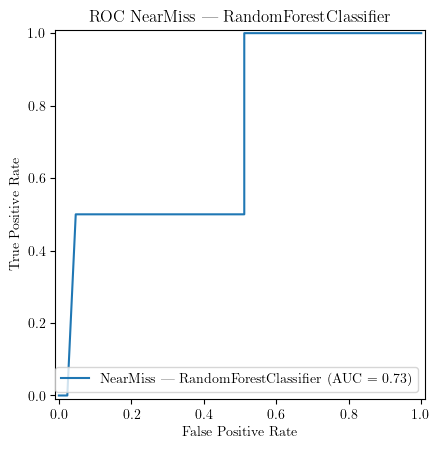 ROC NearMiss — RandomForestClassifier
1.0
0.8
0.6
0.4
0.2
0.0
True Positive Rate
NearMiss — RandomForestClassifier (AUC = 0.73)
0.0 0.2 0.4 0.6 0.8 1.0
False Positive Rate